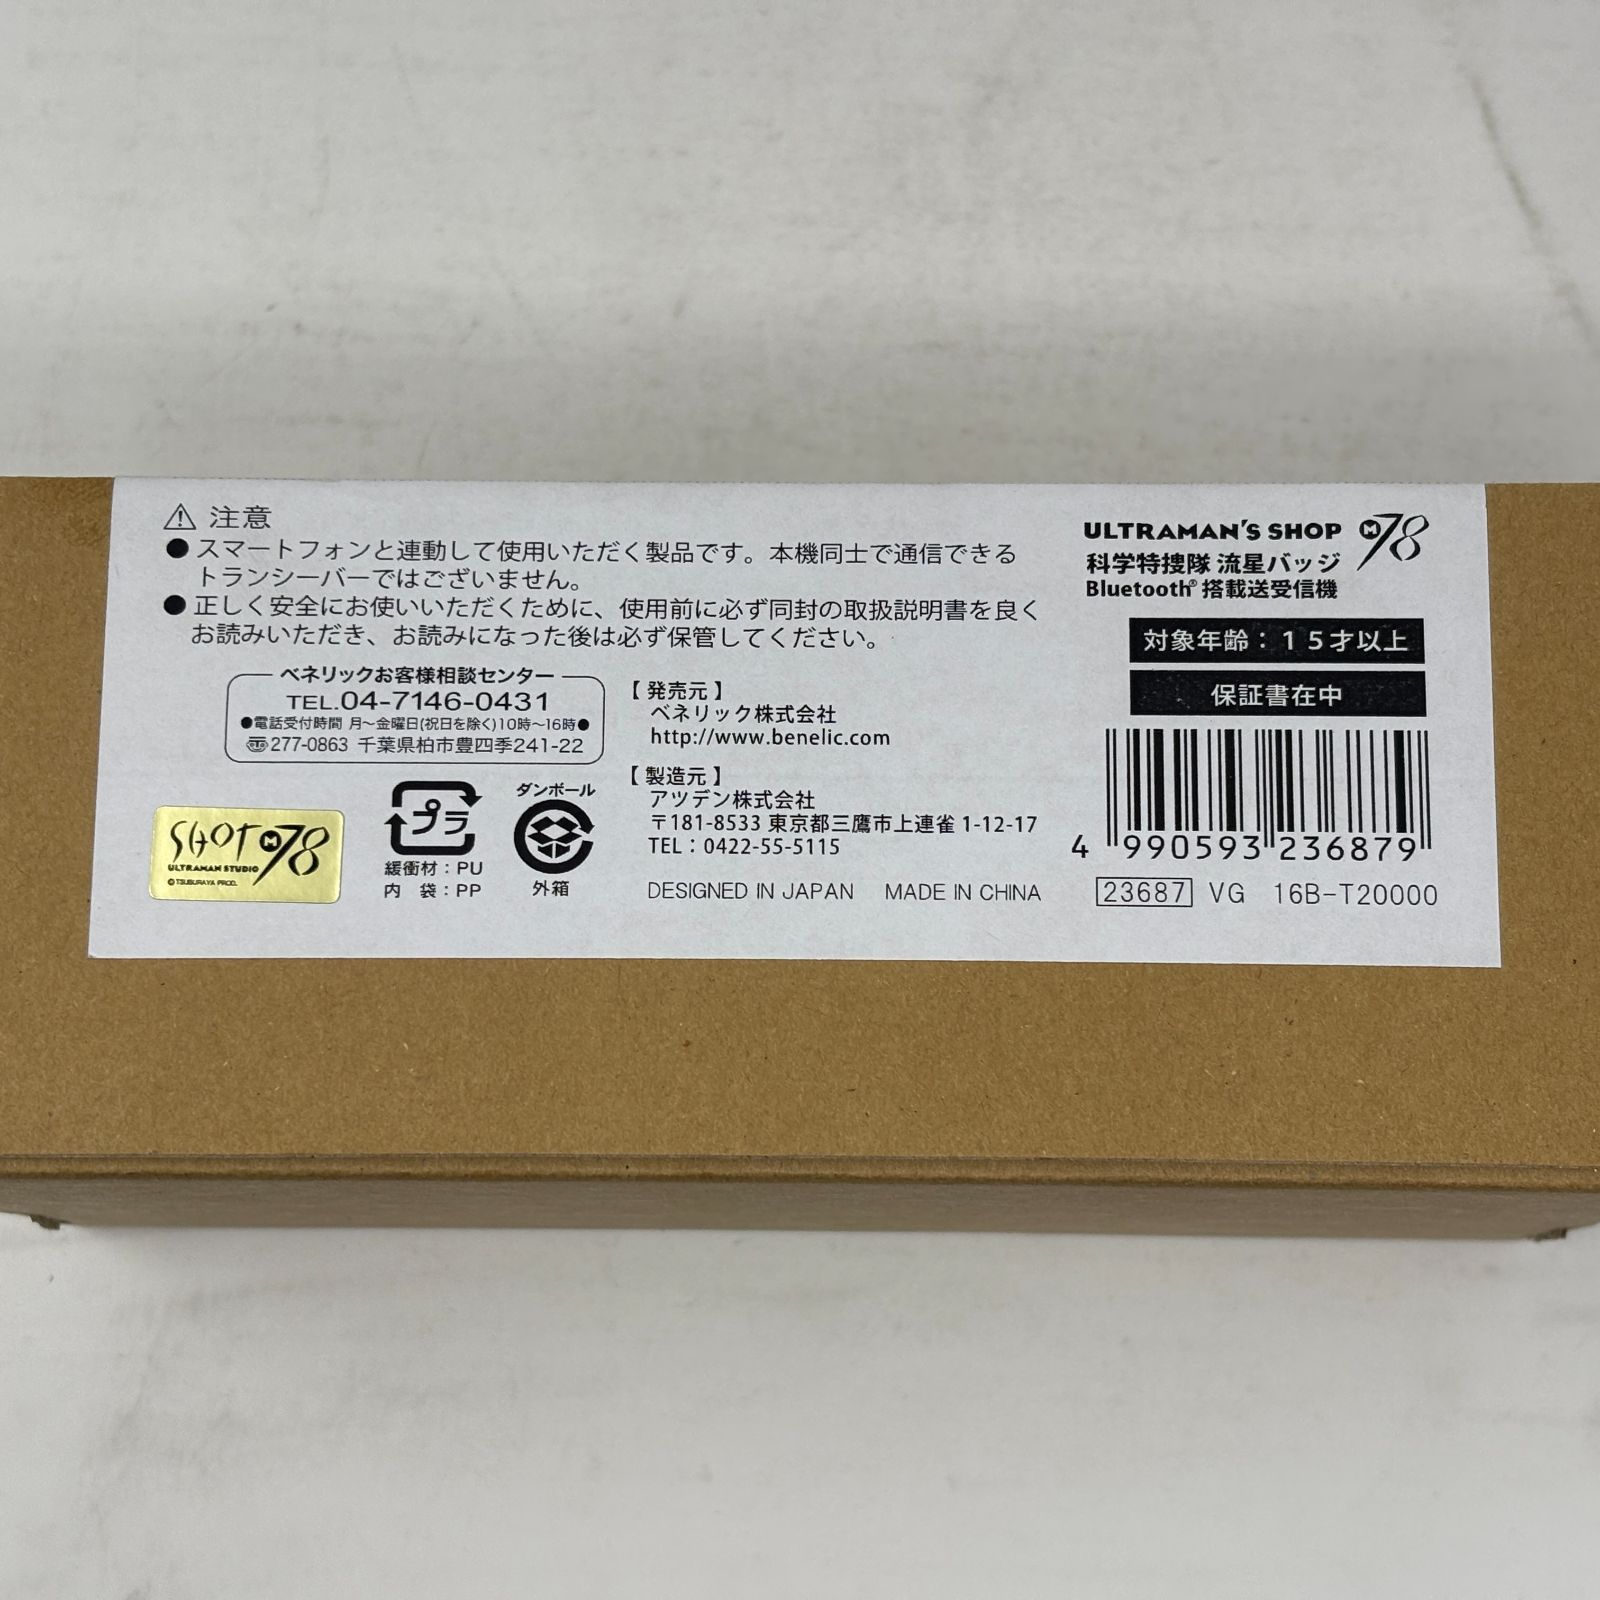 注意
●スマートフォンと連動して使用いただく製品です。本機同士で通信できる
トランシーバーではございません。
●正しく安全にお使いいただくために、使用前に必ず同封の取扱説明書を良く
お読みいただき、お読みになった後は必ず保管してください。
ベネリックお客様相談センター
TEL.04-7146-0431
●電話受付時間 月～金曜日(祝日を除く)10時～16時●
277-0863 千葉県柏市豊四季241-22
SHOT M78
ULTRAMAN STUDIO
©TSUBURAYA PROD.
プラ
緩衝材：PU
内 袋：PP
ダンボール
外箱
【発売元】
ベネリック株式会社
http://www.benelic.com
【製造元】
アツデン株式会社
〒181-8533 東京都三鷹市上連雀 1-12-17
TEL：0422-55-5115
DESIGNED IN JAPAN MADE IN CHINA
ULTRAMAN'S SHOP M78
科学特捜隊 流星バッジ
Bluetooth® 搭載送受信機
対象年齢：15才以上
保証書在中
4 990593 236879
23687 VG 16B-T20000